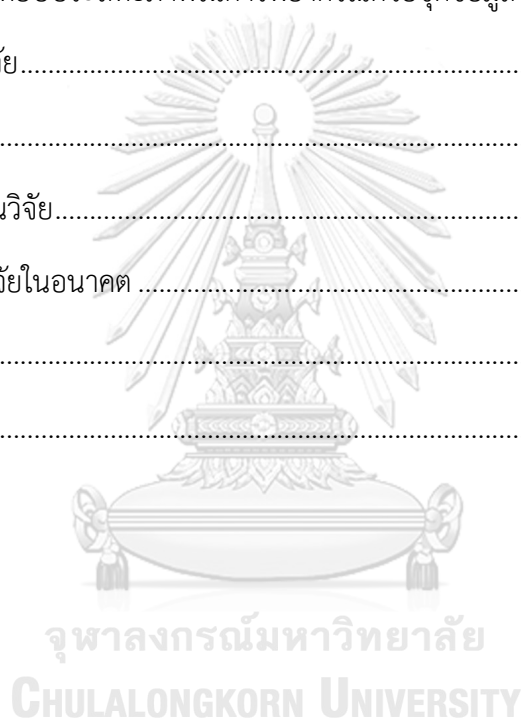 ัย..........................................................................
..........................................................................
นวิจัย..........................................................................
จัยในอนาคต..........................................................................
..........................................................................
..........................................................................
จุฬาลงกรณ์มหาวิทยาลัย
CHULALONGKORN UNIVERSITY